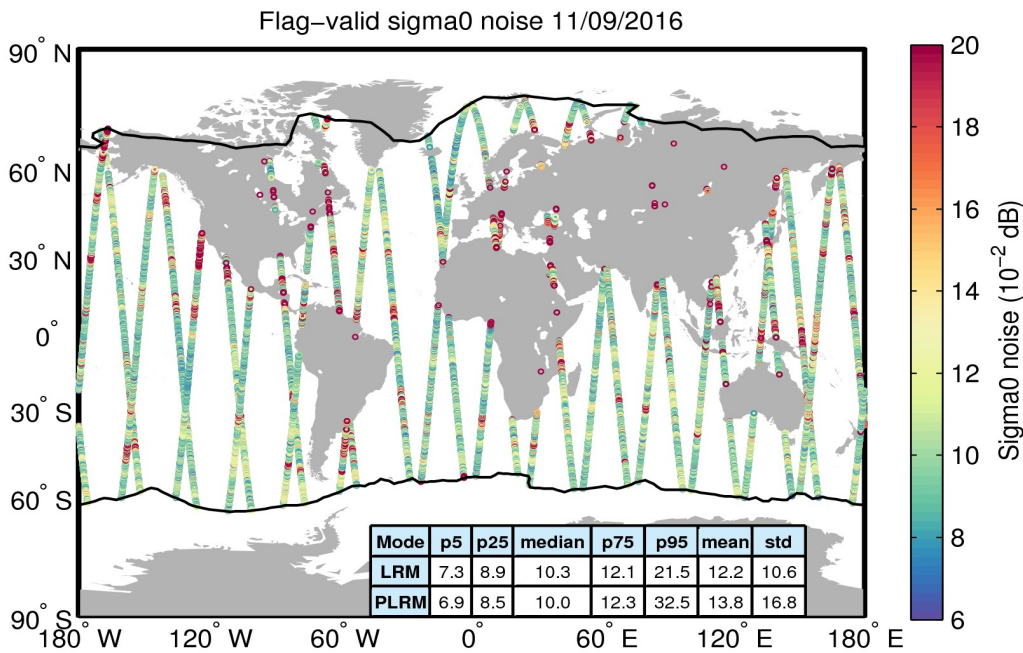 Flag−valid sigma0 noise 11/09/2016
90° N
60° N
30° N
0°
30° S
60° S
90° S
180° W 120° W 60° W 0° 60° E 120° E 180° E
Mode p5 p25 median p75 p95 mean std
LRM 7.3 8.9 10.3 12.1 21.5 12.2 10.6
PLRM 6.9 8.5 10.0 12.3 32.5 13.8 16.8
20
18
16
14
12
10
8
6
Sigma0 noise (10⁻² dB)